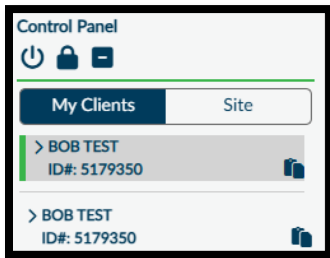 Control Panel
My Clients Site
BOB TEST
ID#: 5179350
BOB TEST
ID#: 5179350